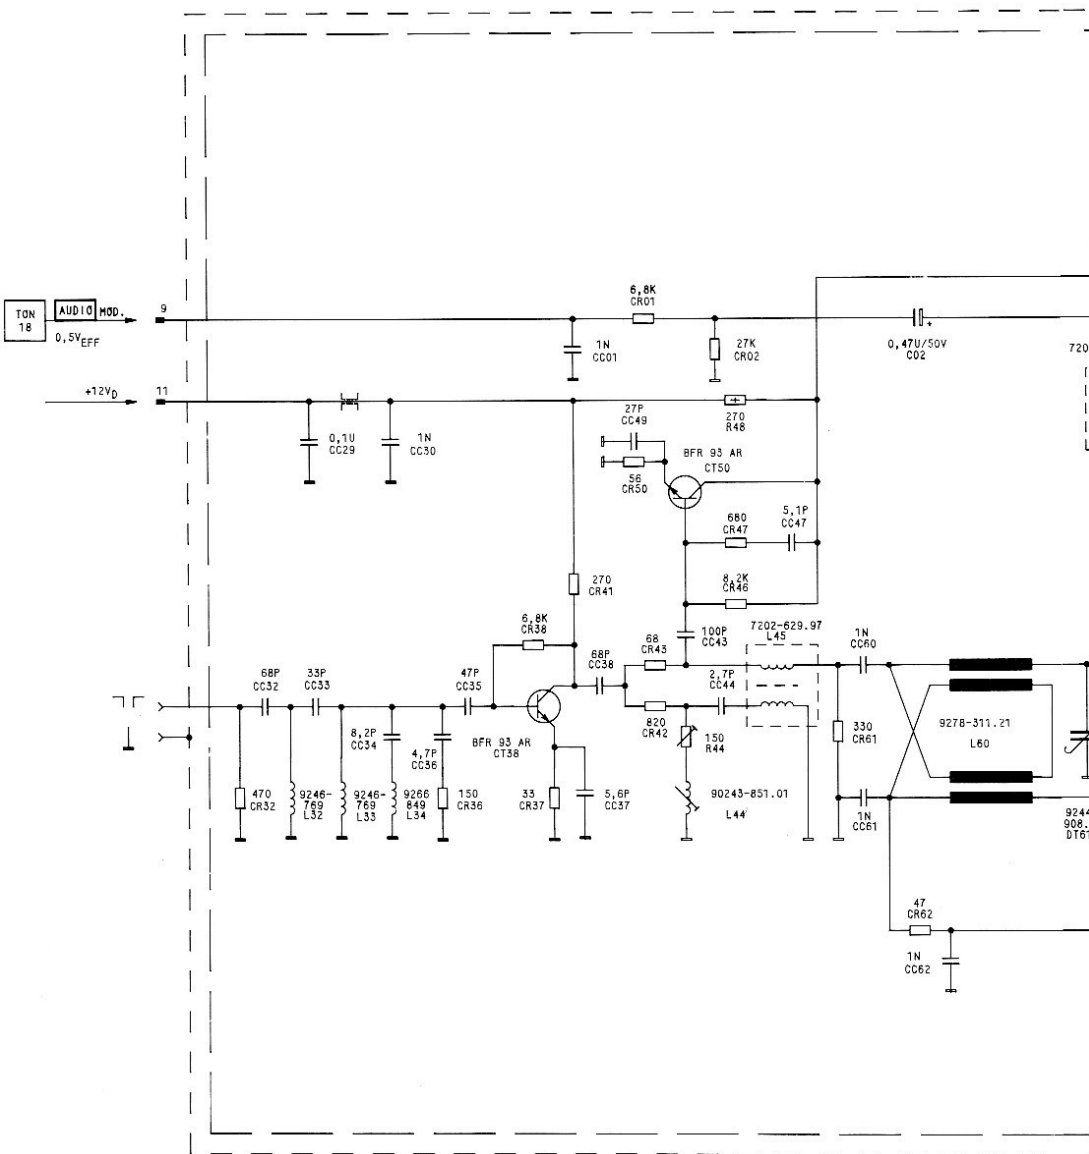 6,8K
CR01
TON
18
AUDIO MOD.
0,5VEFF
9
1N
CC01
27K
CR02
0,47U/50V
C02
720
+12VD
11
0,1U
CC29
1N
CC30
27P
CC49
56
CR50
270
R48
BFR 93 AR
CT50
680
CR47
5,1P
CC47
8,2K
CR46
270
CR41
6,8K
CR38
100P
CC43
7202-629.97
L45
1N
CC60
68P
CC32
33P
CC33
47P
CC35
68P
CC38
68
CR43
2,7P
CC44
8,2P
CC34
4,7P
CC36
BFR 93 AR
CT38
820
CR42
150
R44
330
CR61
9278-311.21
L60
470
CR32
9246-
769
L32
9246-
769
L33
9266
849
L34
150
CR36
33
CR37
5,6P
CC37
90243-851.01
L44
1N
CC61
9244
908.
DT61
47
CR62
1N
CC62